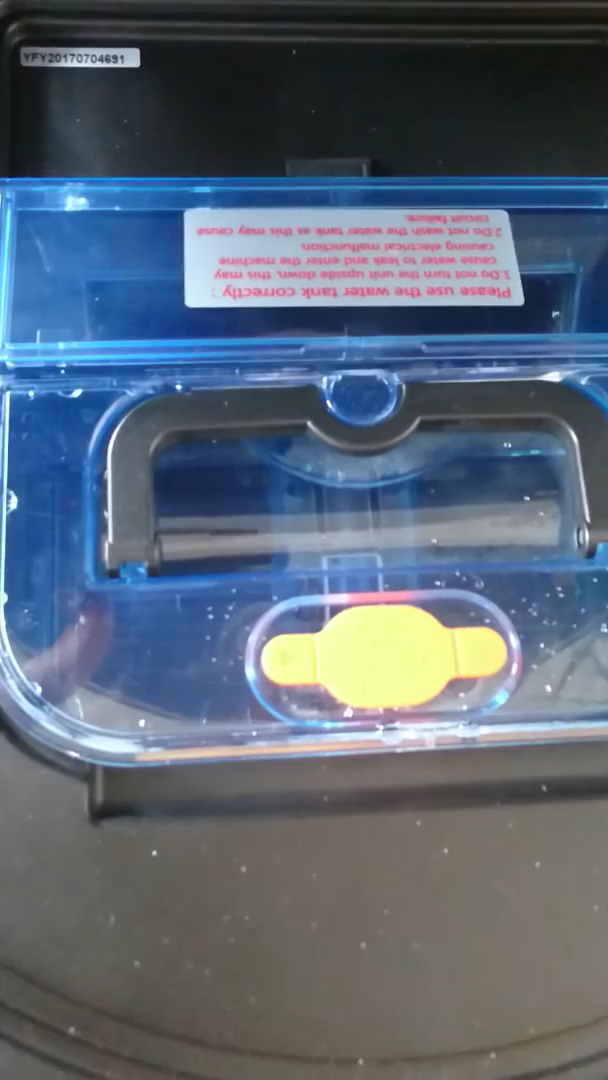 YFY20170704691
Please use the water tank correctly:
1.Do not turn the unit upside down, this may
cause water to leak and enter the machine
causing electrical malfunction.
2.Do not wash the water tank as this may cause
circuit failure.